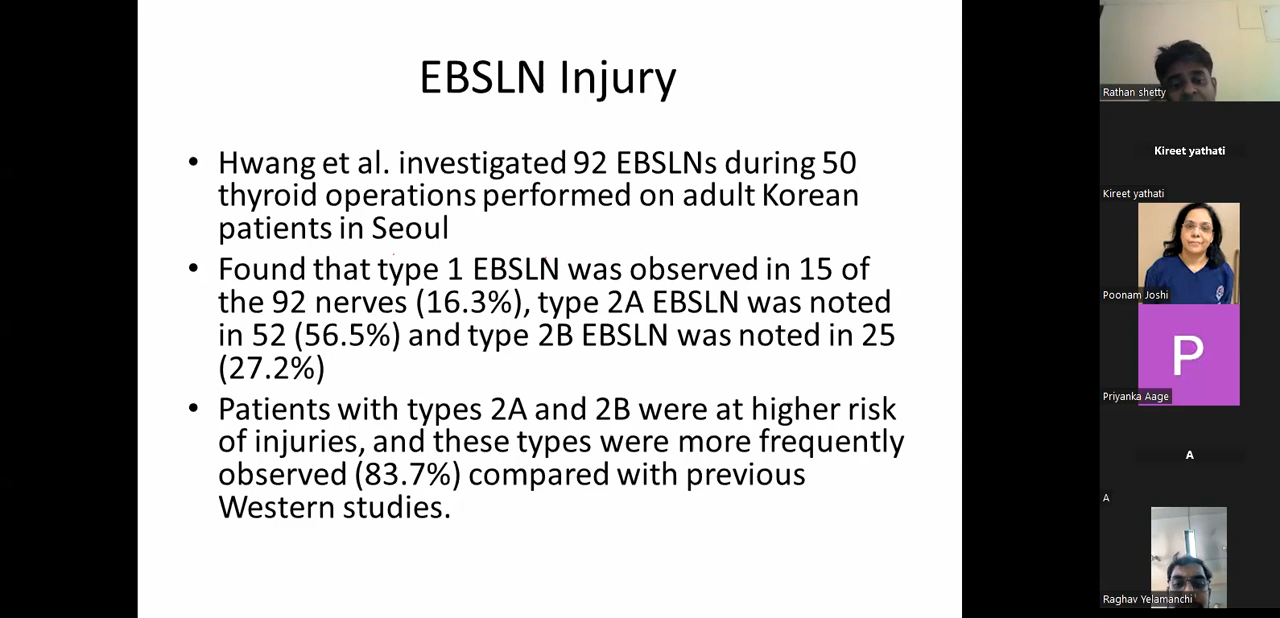 EBSLN Injury
• Hwang et al. investigated 92 EBSLNs during 50
thyroid operations performed on adult Korean
patients in Seoul
• Found that type 1 EBSLN was observed in 15 of
the 92 nerves (16.3%), type 2A EBSLN was noted
in 52 (56.5%) and type 2B EBSLN was noted in 25
(27.2%)
• Patients with types 2A and 2B were at higher risk
of injuries, and these types were more frequently
observed (83.7%) compared with previous
Western studies.
Rathan shetty
Kireet yathati
Kireet yathati
Poonam Joshi
P
Priyanka Aage
A
A
Raghav Yelamanchi